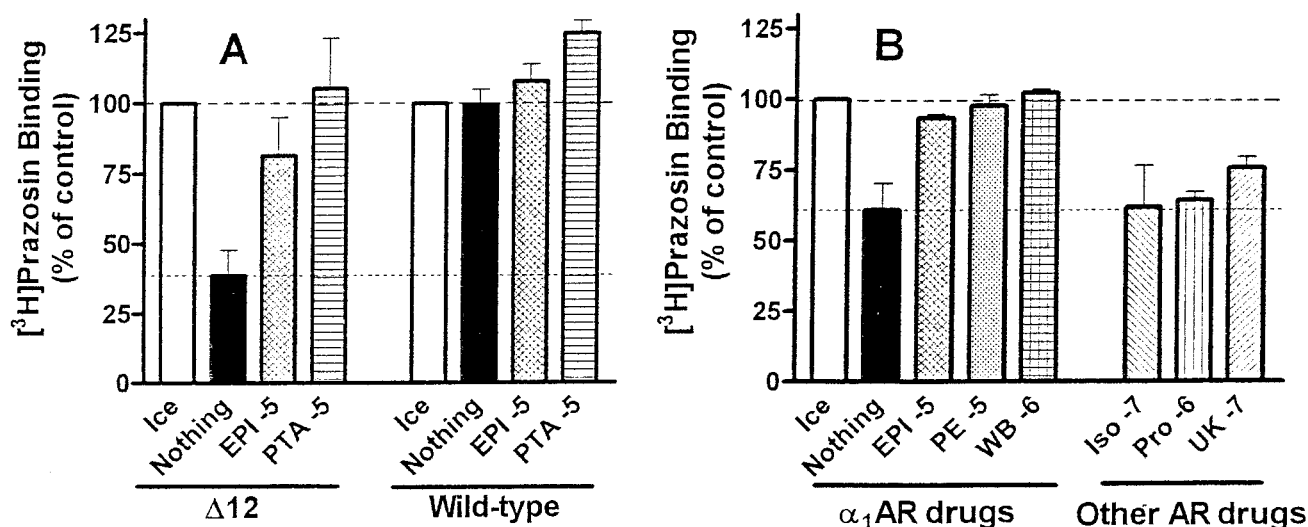 A
[³H]Prazosin Binding
(% of control)
125
100
75
50
25
0
Ice
Nothing
EPI -5
PTA -5
Ice
Nothing
EPI -5
PTA -5
Δ12
Wild-type
B
[³H]Prazosin Binding
(% of control)
125
100
75
50
25
0
Ice
Nothing
EPI -5
PE -5
WB -6
Iso -7
Pro -6
UK -7
α₁AR drugs
Other AR drugs